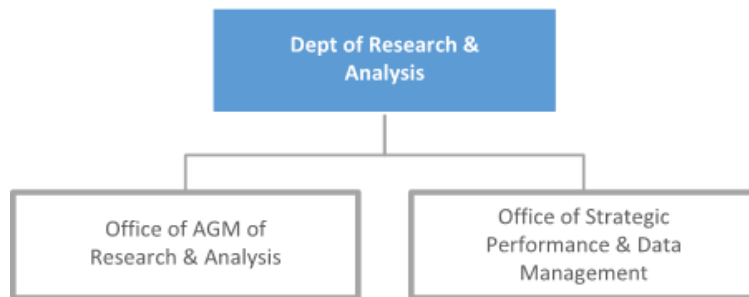 Dept of Research &
Analysis
Office of AGM of
Research & Analysis
Office of Strategic
Performance & Data
Management